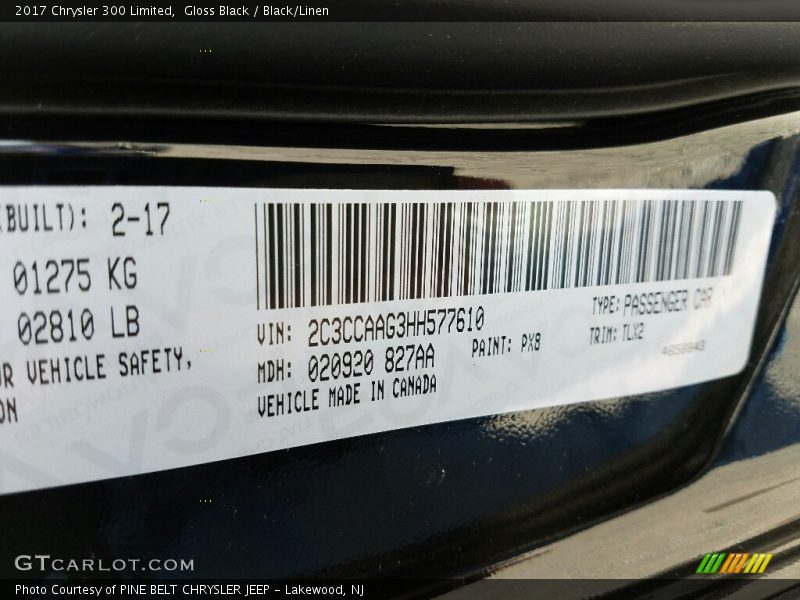 2017 Chrysler 300 Limited, Gloss Black / Black/Linen
(BUILT): 2-17
01275 KG
02810 LB
VEHICLE SAFETY,
VIN: 2C3CCAAG3HH577610
MDH: 020920 827AA
VEHICLE MADE IN CANADA
PAINT: PX8
TYPE: PASSENGER CAR
TRIM: TLX2
GTCARLOT.COM
Photo Courtesy of PINE BELT CHRYSLER JEEP - Lakewood, NJ